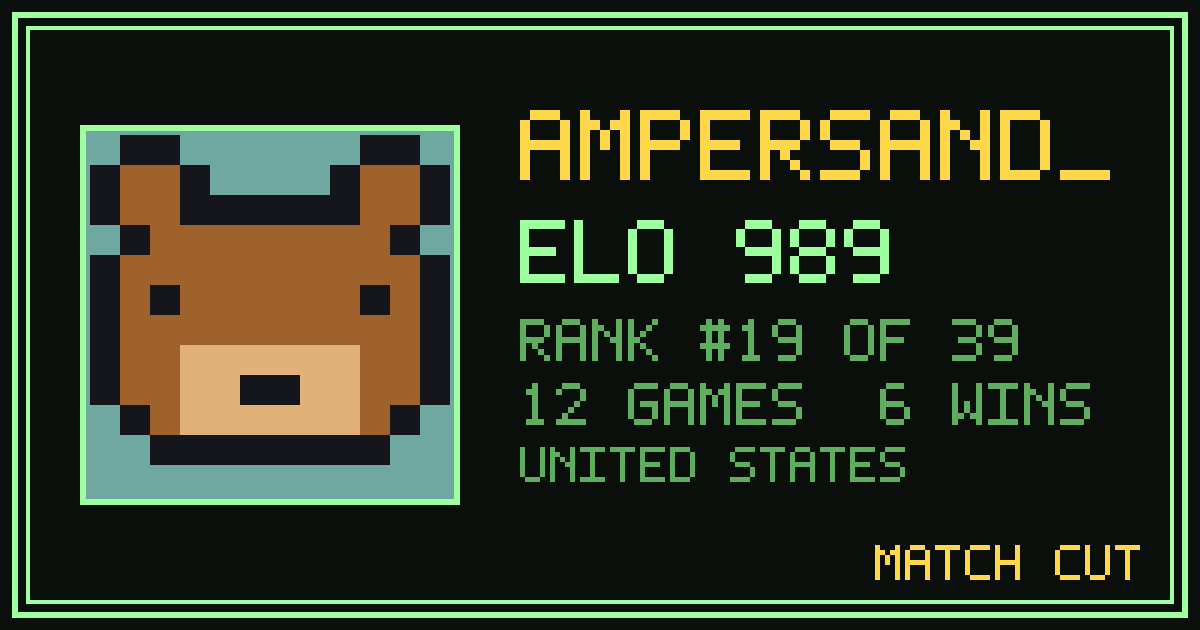 AMPERSAND_
ELO 989
RANK #19 OF 39
12 GAMES 6 WINS
UNITED STATES
MATCH CUT